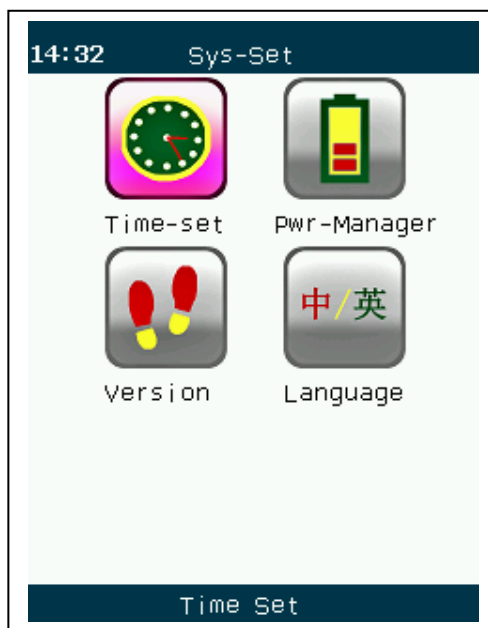 14:32 Sys-Set
Time-set Pwr-Manager
中/英
Version Language
Time Set